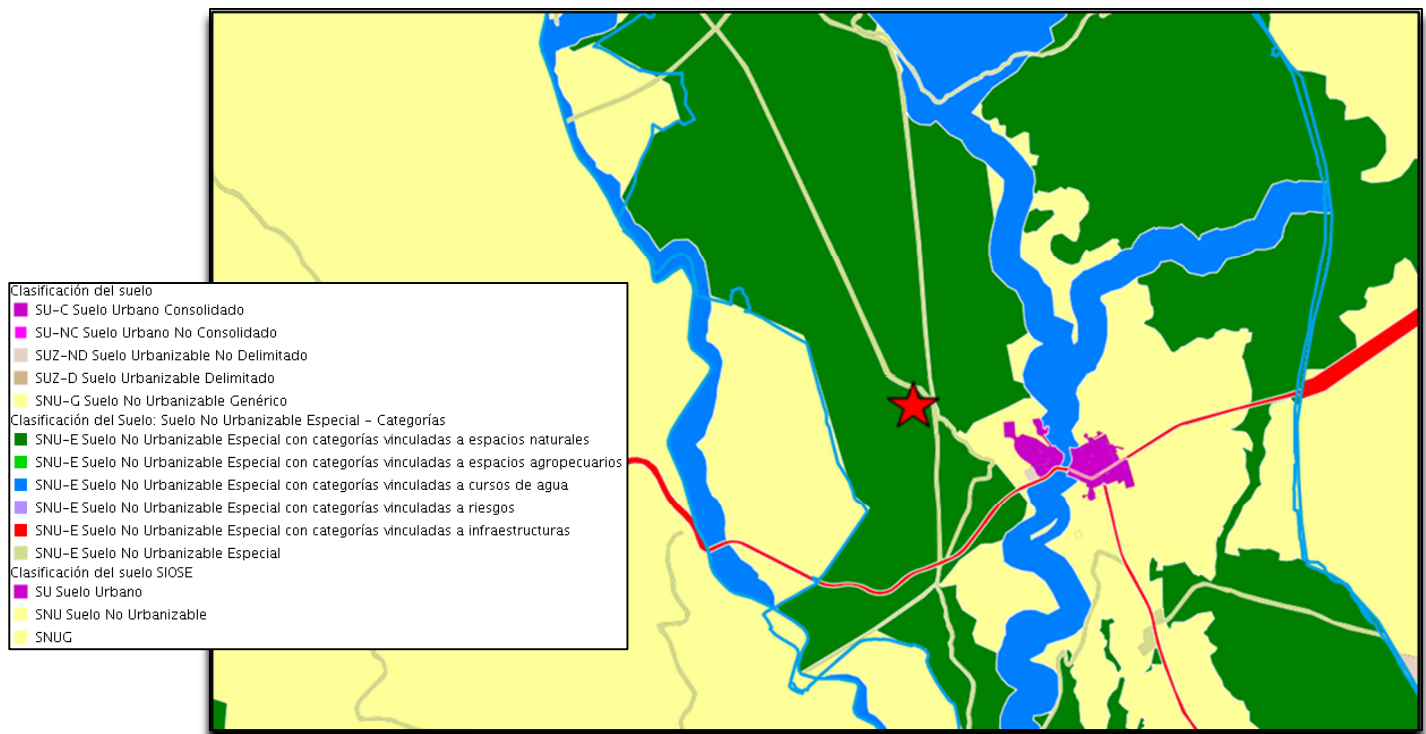 Clasificación del suelo
SU-C Suelo Urbano Consolidado
SU-NC Suelo Urbano No Consolidado
SUZ-ND Suelo Urbanizable No Delimitado
SUZ-D Suelo Urbanizable Delimitado
SNU-G Suelo No Urbanizable Genérico
Clasificación del Suelo: Suelo No Urbanizable Especial - Categorías
SNU-E Suelo No Urbanizable Especial con categorías vinculadas a espacios naturales
SNU-E Suelo No Urbanizable Especial con categorías vinculadas a espacios agropecuarios
SNU-E Suelo No Urbanizable Especial con categorías vinculadas a cursos de agua
SNU-E Suelo No Urbanizable Especial con categorías vinculadas a riesgos
SNU-E Suelo No Urbanizable Especial con categorías vinculadas a infraestructuras
SNU-E Suelo No Urbanizable Especial
Clasificación del suelo SIOSE
SU Suelo Urbano
SNU Suelo No Urbanizable
SNUG